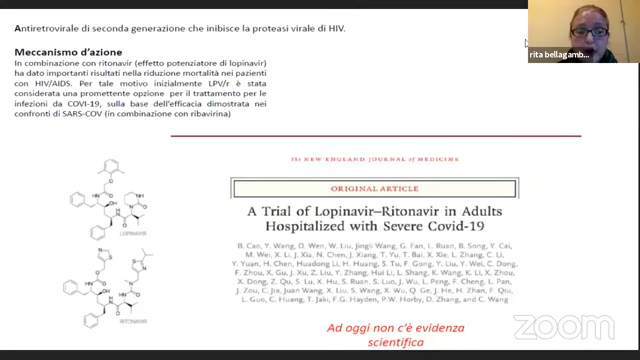 Antiretrovirale di seconda generazione che inibisce la proteasi virale di HIV.
Meccanismo d'azione
In combinazione con ritonavir (effetto potenziatore di lopinavir)
ha dato importanti risultati nella riduzione mortalità nei pazienti
con HIV/AIDS. Per tale motivo inizialmente LPV/r è stata
considerata una promettente opzione per il trattamento per le
infezioni da COVI-19, sulla base dell'efficacia dimostrata nei
confronti di SARS-COV (in combinazione con ribavirina)
rita bellagamb...
The NEW ENGLAND JOURNAL of MEDICINE
ORIGINAL ARTICLE
A Trial of Lopinavir–Ritonavir in Adults
Hospitalized with Severe Covid-19
B. Cao, Y. Wang, D. Wen, W. Liu, Jingli Wang, G. Fan, L. Ruan, B. Song, Y. Cai,
M. Wei, X. Li, J. Xia, N. Chen, J. Xiang, T. Yu, T. Bai, X. Xie, L. Zhang, C. Li,
Y. Yuan, H. Chen, Huadong Li, H. Huang, S. Tu, F. Gong, Y. Liu, Y. Wei, C. Dong,
F. Zhou, X. Gu, J. Xu, Z. Liu, Y. Zhang, Hui Li, L. Shang, K. Wang, K. Li, X. Zhou,
X. Dong, Z. Qu, S. Lu, X. Hu, S. Ruan, S. Luo, J. Wu, L. Peng, F. Cheng, L. Pan,
J. Zou, C. Jia, Juan Wang, X. Liu, S. Wang, X. Wu, Q. Ge, J. He, H. Zhan, F. Qiu,
L. Guo, C. Huang, T. Jaki, F.G. Hayden, P.W. Horby, D. Zhang, and C. Wang
LOPINAVIR
RITONAVIR
Ad oggi non c'è evidenza
scientifica
zoom